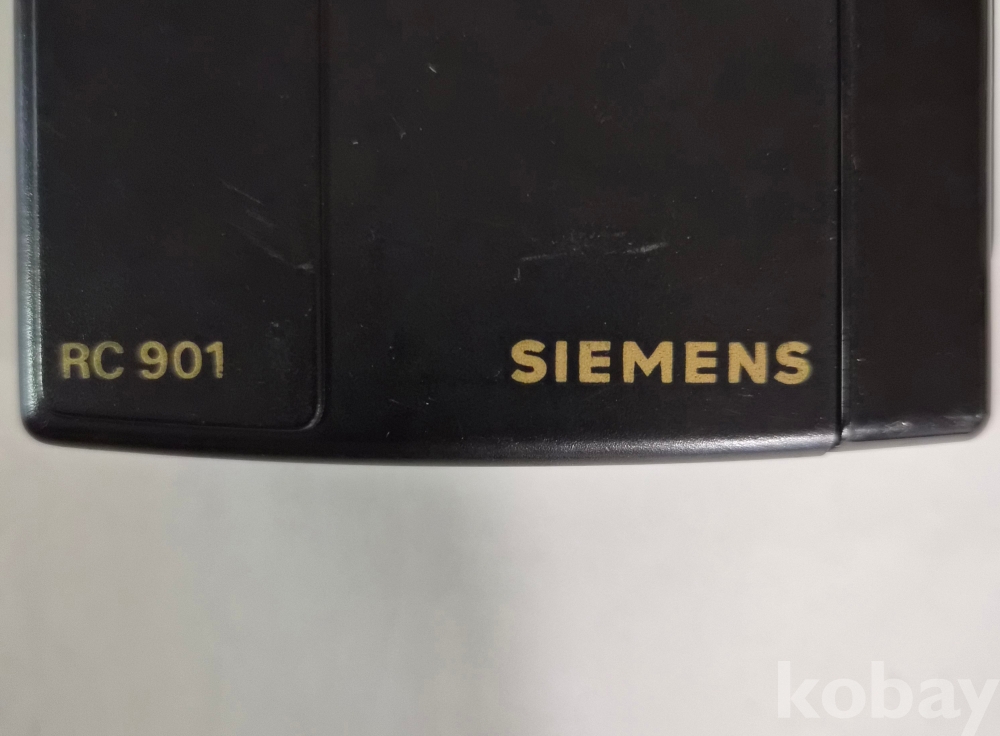 RC 901
SIEMENS
kobay